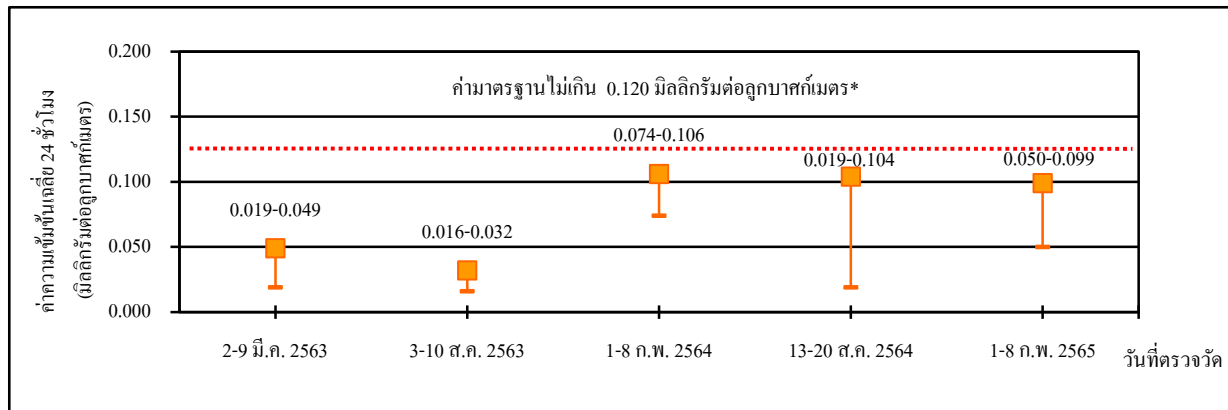 ค่าความเข้มข้นเฉลี่ย 24 ชั่วโมง
(มิลลิกรัมต่อลูกบาศก์เมตร)
0.200
0.150
0.100
0.050
0.000
ค่ามาตรฐานไม่เกิน 0.120 มิลลิกรัมต่อลูกบาศก์เมตร*
0.019-0.049
0.016-0.032
0.074-0.106
0.019-0.104
0.050-0.099
2-9 มี.ค. 2563
3-10 ส.ค. 2563
1-8 ก.พ. 2564
13-20 ส.ค. 2564
1-8 ก.พ. 2565
วันที่ตรวจวัด